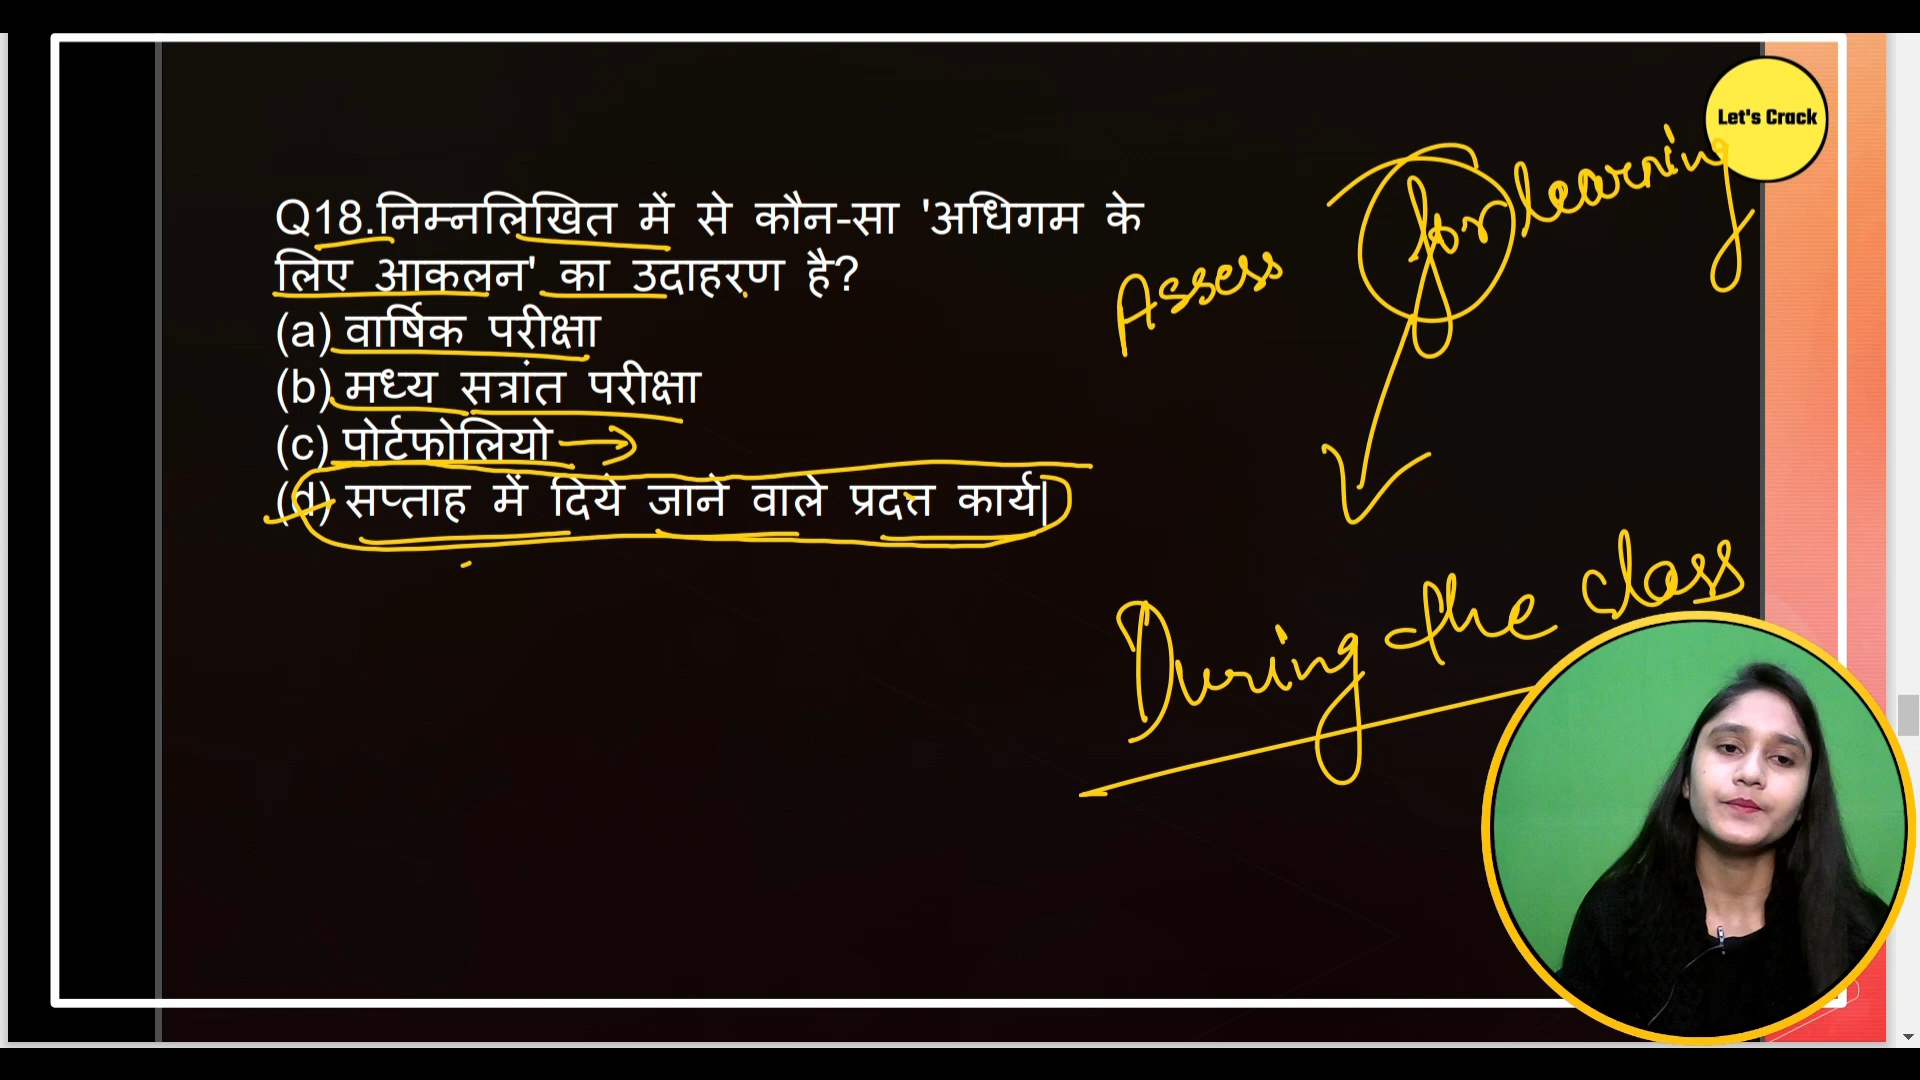 Let's Crack
Q18.निम्नलिखित में से कौन-सा 'अधिगम के
लिए आकलन' का उदाहरण है?
(a) वार्षिक परीक्षा
(b) मध्य सत्रांत परीक्षा
(c) पोर्टफोलियो
(d) सप्ताह में दिये जाने वाले प्रदत्त कार्य|
Assess for learning
During the class